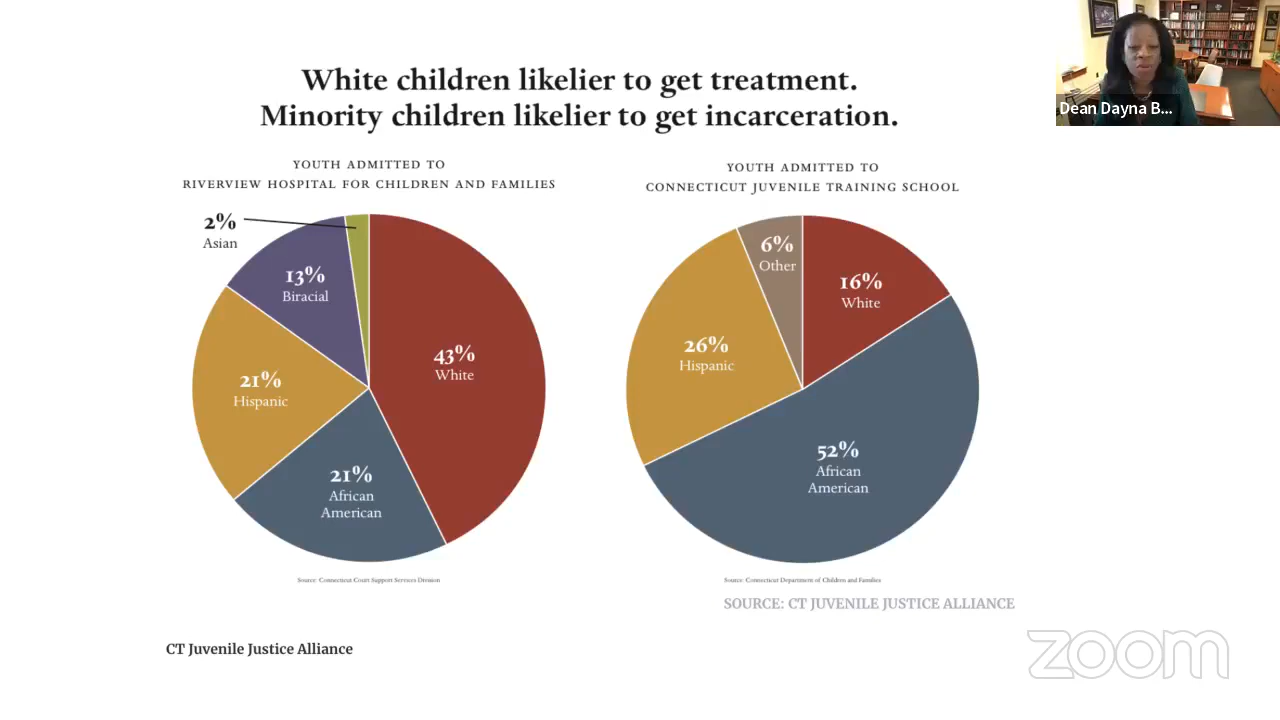 White children likelier to get treatment.
Minority children likelier to get incarceration.
YOUTH ADMITTED TO
RIVERVIEW HOSPITAL FOR CHILDREN AND FAMILIES
2%
Asian
13%
Biracial
43%
White
21%
Hispanic
21%
African
American
Source: Connecticut Court Support Services Division
YOUTH ADMITTED TO
CONNECTICUT JUVENILE TRAINING SCHOOL
6%
Other
16%
White
26%
Hispanic
52%
African
American
Source: Connecticut Department of Children and Families
SOURCE: CT JUVENILE JUSTICE ALLIANCE
CT Juvenile Justice Alliance
Dean Dayna B...
zoom